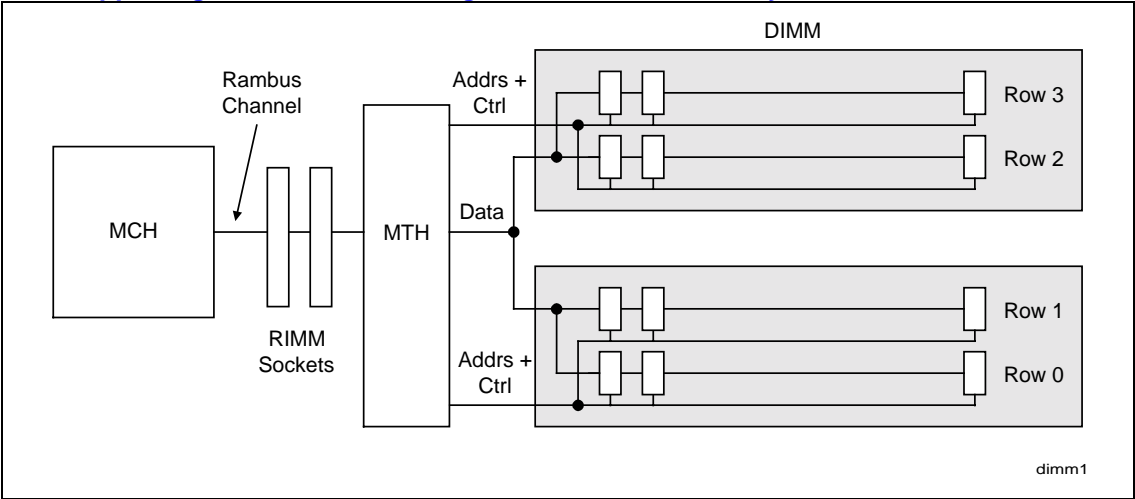 DIMM
Rambus
Channel
Addrs +
Ctrl
Row 3
Row 2
MCH
MTH
Data
RIMM
Sockets
Row 1
Addrs +
Ctrl
Row 0
dimm1